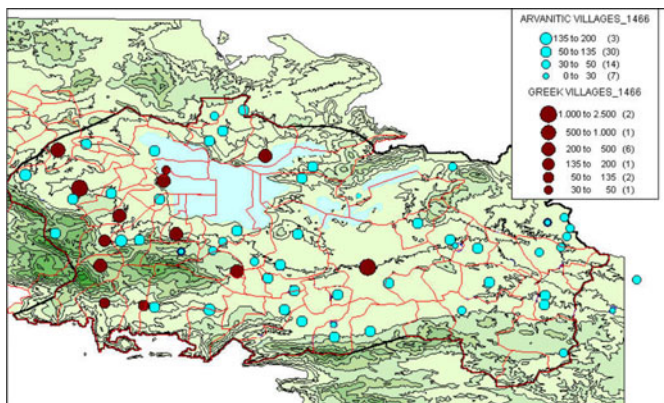 ARVANITIC VILLAGES_1466
135 to 200 (3)
50 to 135 (30)
30 to 50 (14)
0 to 30 (7)
GREEK VILLAGES_1466
1.000 to 2.500 (2)
500 to 1.000 (1)
200 to 500 (6)
135 to 200 (1)
50 to 135 (2)
30 to 50 (1)